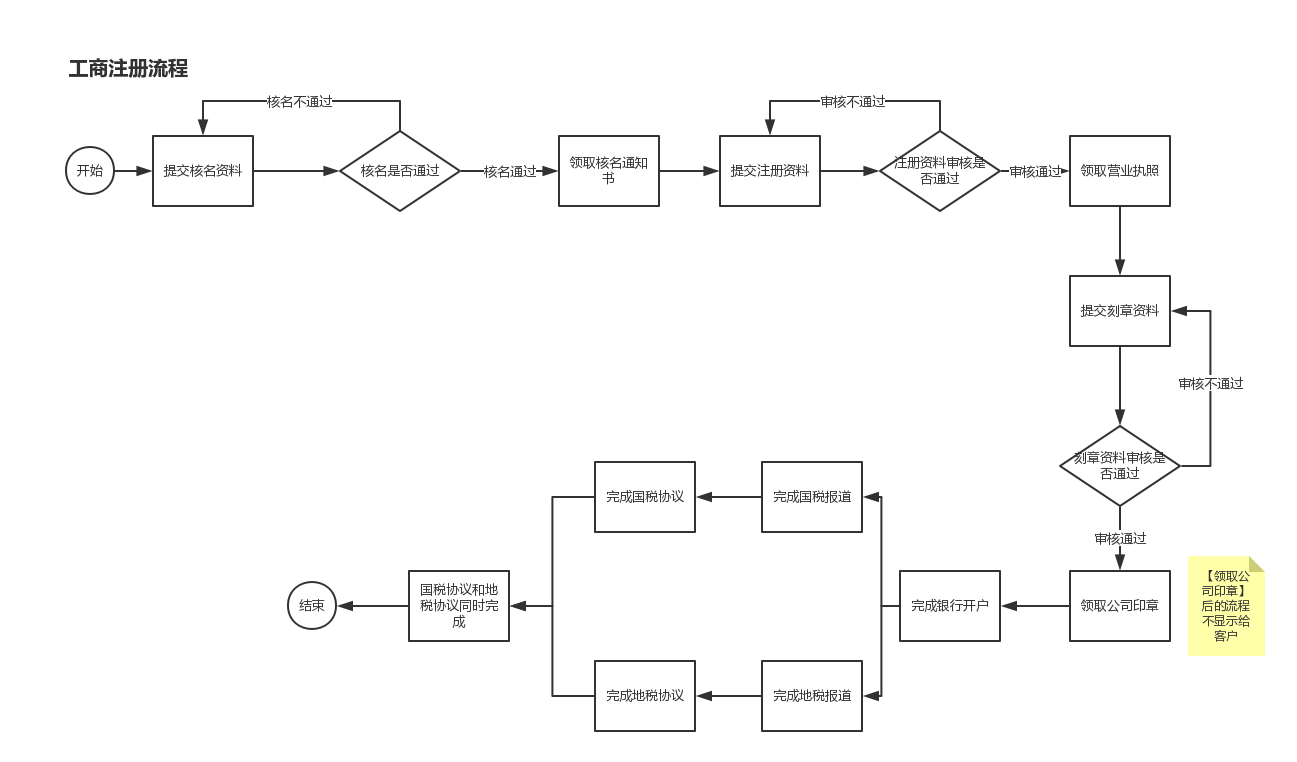 工商注册流程
核名不通过
审核不通过
开始
提交核名资料
核名是否通过
核名通过
领取核名通知
书
提交注册资料
注册资料审核是
否通过
审核通过
领取营业执照
提交刻章资料
审核不通过
刻章资料审核是
否通过
审核通过
完成国税协议
完成国税报道
结束
国税协议和地
税协议同时完
成
完成银行开户
领取公司印章
【领取公
司印章】
后的流程
不显示给
客户
完成地税协议
完成地税报道